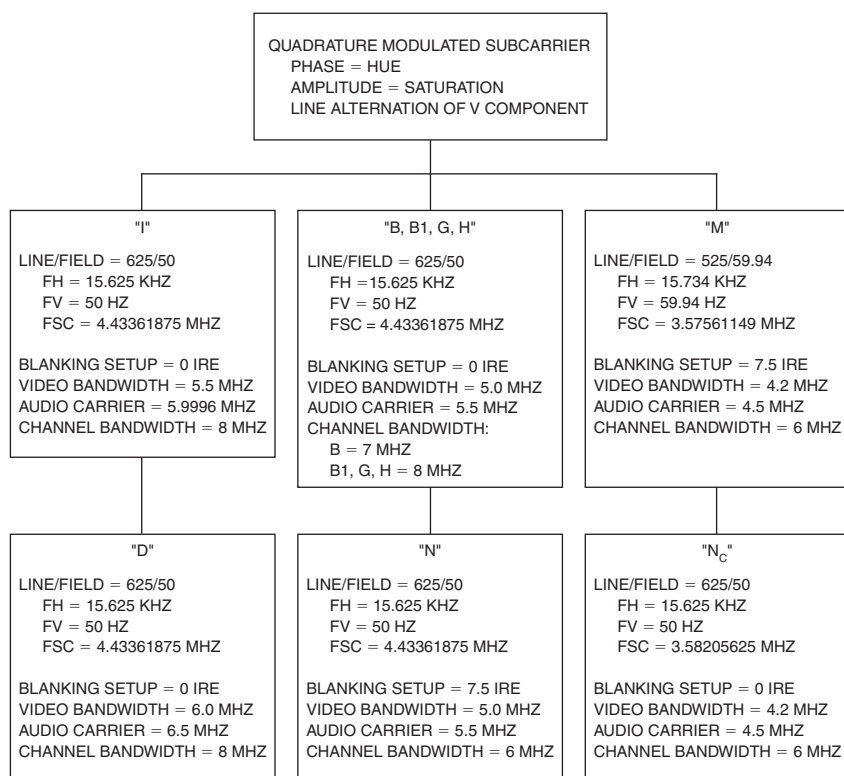 QUADRATURE MODULATED SUBCARRIER
PHASE = HUE
AMPLITUDE = SATURATION
LINE ALTERNATION OF V COMPONENT
"I"
LINE/FIELD = 625/50
FH = 15.625 KHZ
FV = 50 HZ
FSC = 4.43361875 MHZ
BLANKING SETUP = 0 IRE
VIDEO BANDWIDTH = 5.5 MHZ
AUDIO CARRIER = 5.9996 MHZ
CHANNEL BANDWIDTH = 8 MHZ
"B, B1, G, H"
LINE/FIELD = 625/50
FH =15.625 KHZ
FV = 50 HZ
FSC = 4.43361875 MHZ
BLANKING SETUP = 0 IRE
VIDEO BANDWIDTH = 5.0 MHZ
AUDIO CARRIER = 5.5 MHZ
CHANNEL BANDWIDTH:
B = 7 MHZ
B1, G, H = 8 MHZ
"M"
LINE/FIELD = 525/59.94
FH = 15.734 KHZ
FV = 59.94 HZ
FSC = 3.57561149 MHZ
BLANKING SETUP = 7.5 IRE
VIDEO BANDWIDTH = 4.2 MHZ
AUDIO CARRIER = 4.5 MHZ
CHANNEL BANDWIDTH = 6 MHZ
"D"
LINE/FIELD = 625/50
FH = 15.625 KHZ
FV = 50 HZ
FSC = 4.43361875 MHZ
BLANKING SETUP = 0 IRE
VIDEO BANDWIDTH = 6.0 MHZ
AUDIO CARRIER = 6.5 MHZ
CHANNEL BANDWIDTH = 8 MHZ
"N"
LINE/FIELD = 625/50
FH = 15.625 KHZ
FV = 50 HZ
FSC = 4.43361875 MHZ
BLANKING SETUP = 7.5 IRE
VIDEO BANDWIDTH = 5.0 MHZ
AUDIO CARRIER = 5.5 MHZ
CHANNEL BANDWIDTH = 6 MHZ
"N_C"
LINE/FIELD = 625/50
FH = 15.625 KHZ
FV = 50 HZ
FSC = 3.58205625 MHZ
BLANKING SETUP = 0 IRE
VIDEO BANDWIDTH = 4.2 MHZ
AUDIO CARRIER = 4.5 MHZ
CHANNEL BANDWIDTH = 6 MHZ